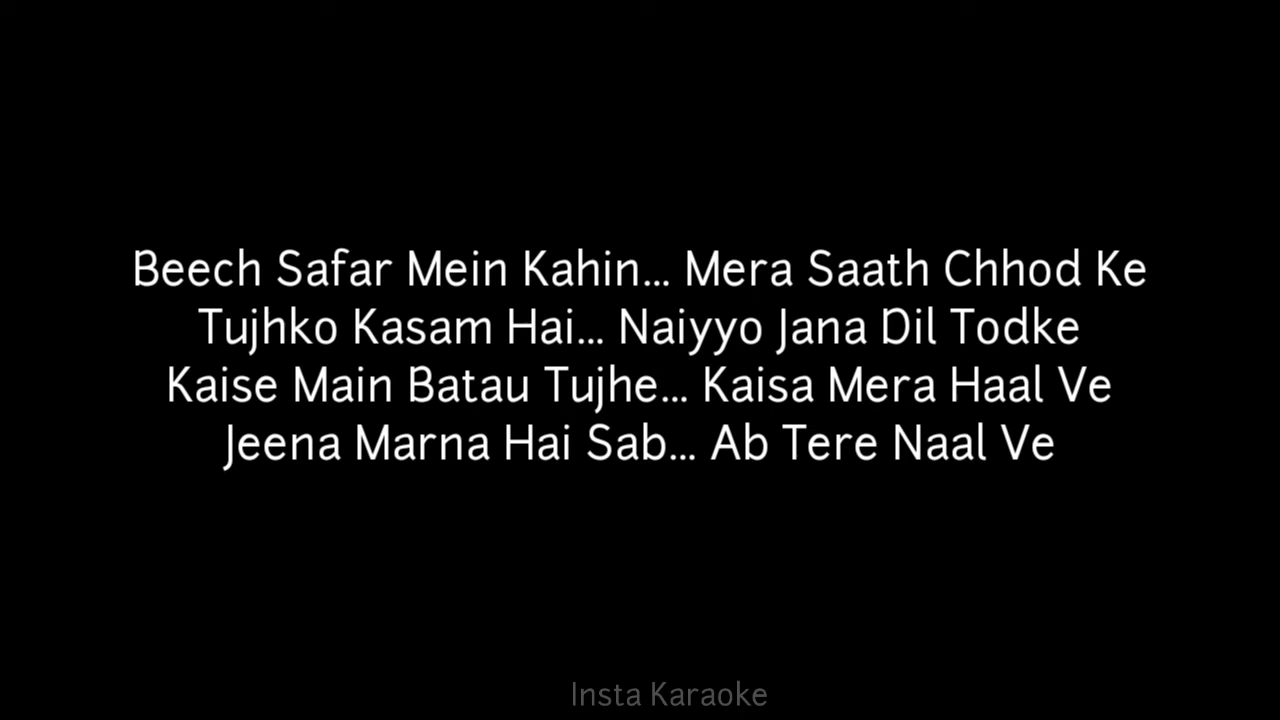 Beech Safar Mein Kahin... Mera Saath Chhod Ke
Tujhko Kasam Hai... Naiyyo Jana Dil Todke
Kaise Main Batau Tujhe... Kaisa Mera Haal Ve
Jeena Marna Hai Sab... Ab Tere Naal Ve
Insta Karaoke